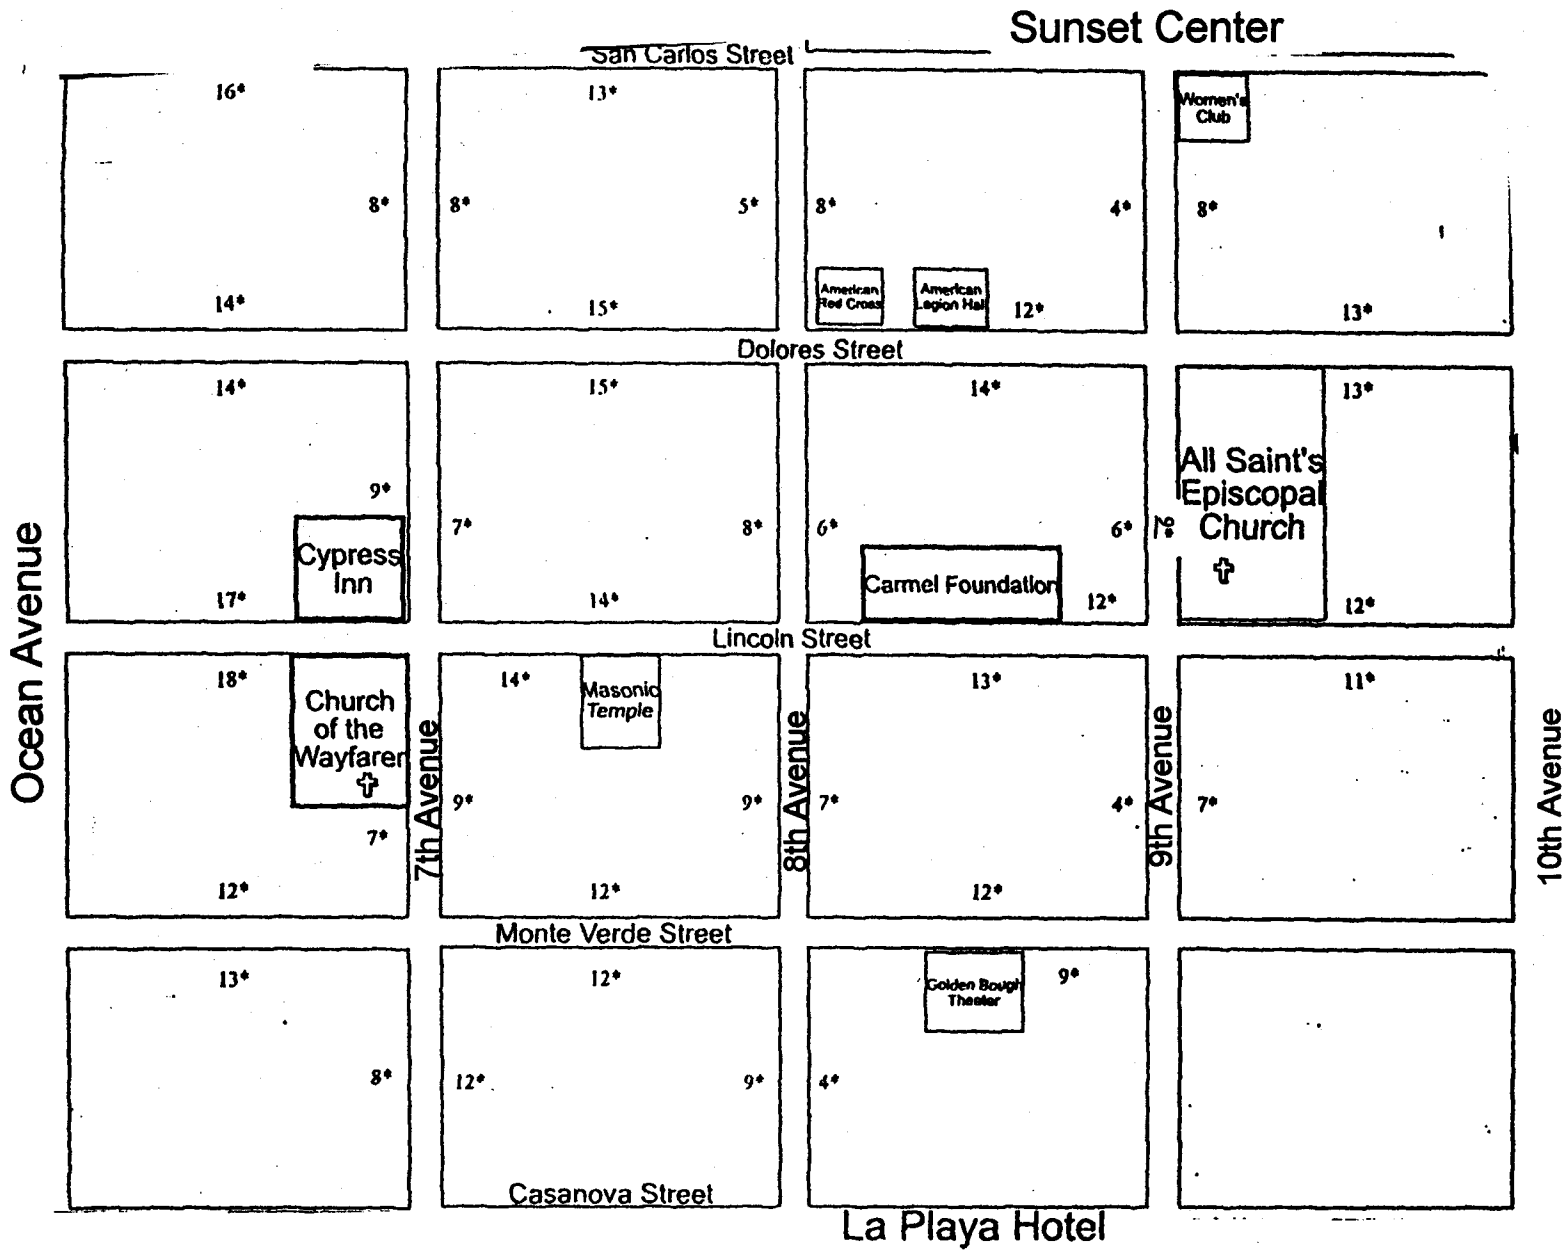 Sunset Center
San Carlos Street
16*
13*
Women's
Club
8*
8*
5*
8*
4*
8*
American
Red Cross
American
Legion Hall
14*
15*
12*
13*
Dolores Street
14*
15*
14*
13*
All Saint's
Episcopal
Church
9*
7*
8*
6*
6*
7*
Cypress
Inn
Carmel Foundation
17*
14*
12*
12*
Ocean Avenue
Lincoln Street
18*
14*
13*
11*
Church
of the
Wayfarer
Masonic
Temple
7th Avenue
8th Avenue
9th Avenue
10th Avenue
9*
9*
7*
4*
7*
7*
12*
12*
12*
Monte Verde Street
13*
12*
Golden Bough
Theater
9*
8*
12*
9*
4*
Casanova Street
La Playa Hotel